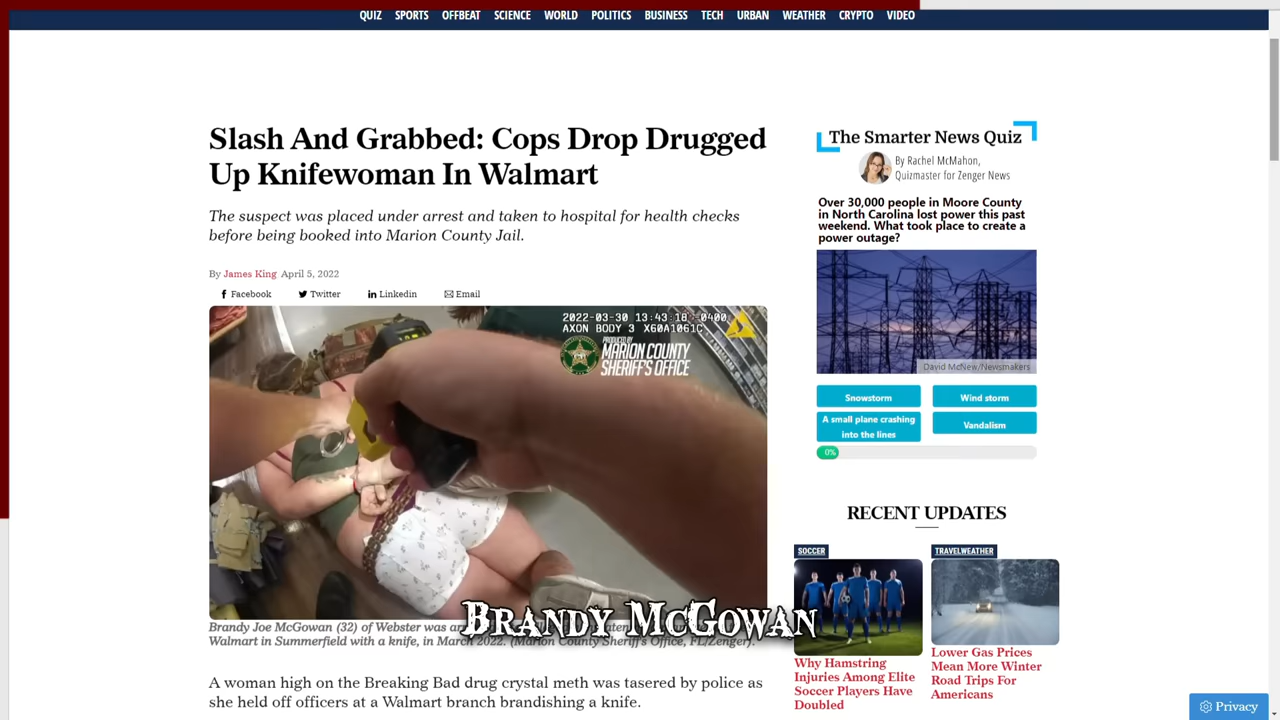 QUIZ SPORTS OFFBEAT SCIENCE WORLD POLITICS BUSINESS TECH URBAN WEATHER CRYPTO VIDEO
Slash And Grabbed: Cops Drop Drugged
Up Knifewoman In Walmart
The suspect was placed under arrest and taken to hospital for health checks
before being booked into Marion County Jail.
By James King April 5, 2022
Facebook Twitter Linkedin Email
2022-03-30 13:43:18 -0400
AXON BODY 3 X60A1061C
PRODUCED BY
MARION COUNTY
SHERIFF'S OFFICE
Brandy Joe McGowan (32) of Webster was
Walmart in Summerfield with a knife, in March 2022. (Marion County Sheriff's Office, FL/Zenger).
BRANDY MCGOWAN
A woman high on the Breaking Bad drug crystal meth was tasered by police as
she held off officers at a Walmart branch brandishing a knife.
The Smarter News Quiz
By Rachel McMahon,
Quizmaster for Zenger News
Over 30,000 people in Moore County
in North Carolina lost power this past
weekend. What took place to create a
power outage?
David McNew/Newsmakers
Snowstorm
Wind storm
A small plane crashing
into the lines
Vandalism
0%
RECENT UPDATES
SOCCER
Why Hamstring
Injuries Among Elite
Soccer Players Have
Doubled
TRAVELWEATHER
Lower Gas Prices
Mean More Winter
Road Trips For
Americans
Privacy